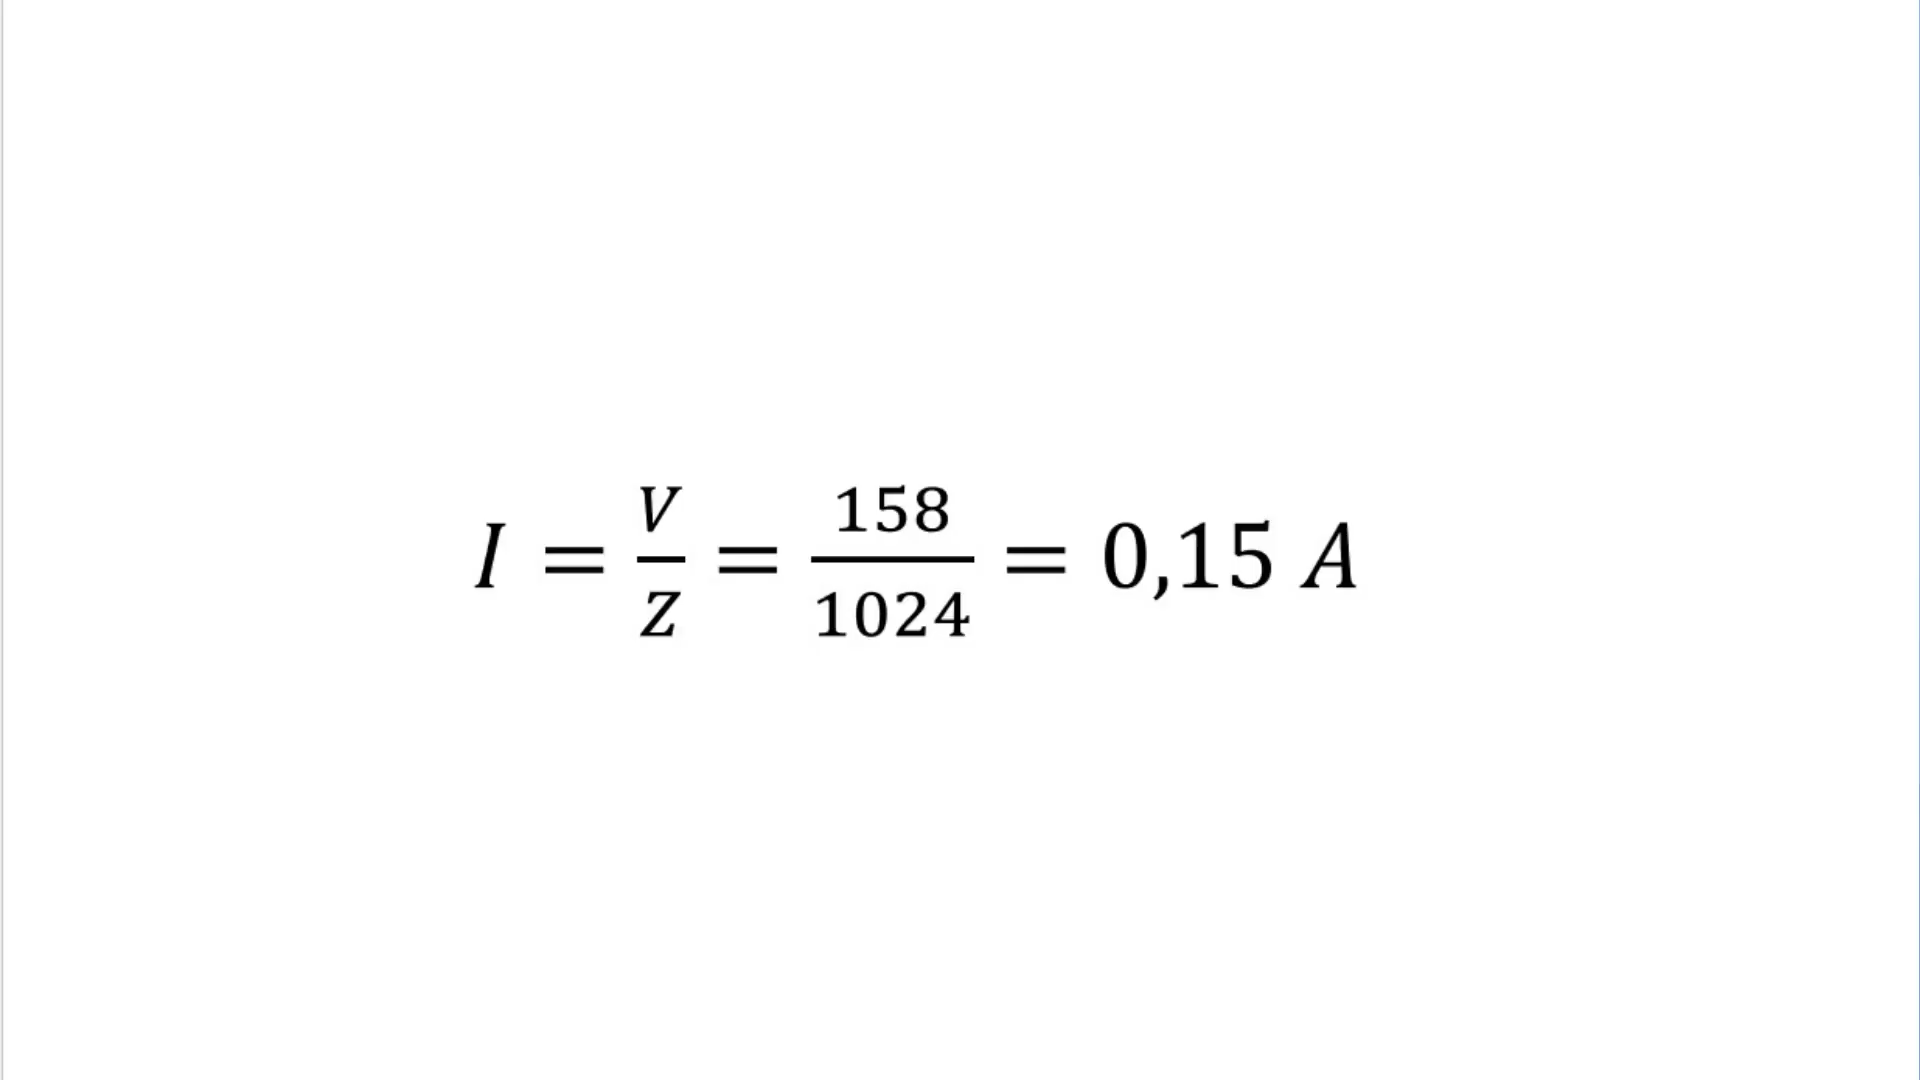 I = V/Z = 158/1024 = 0,15 A